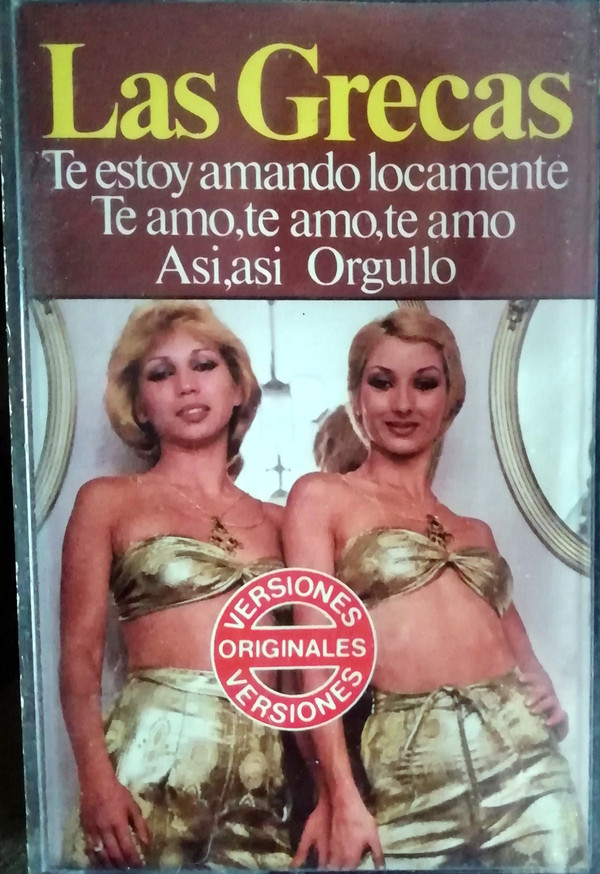 Las Grecas
Te estoy amando locamente
Te amo,te amo,te amo
Asi,asi Orgullo
VERSIONES
ORIGINALES
VERSIONES